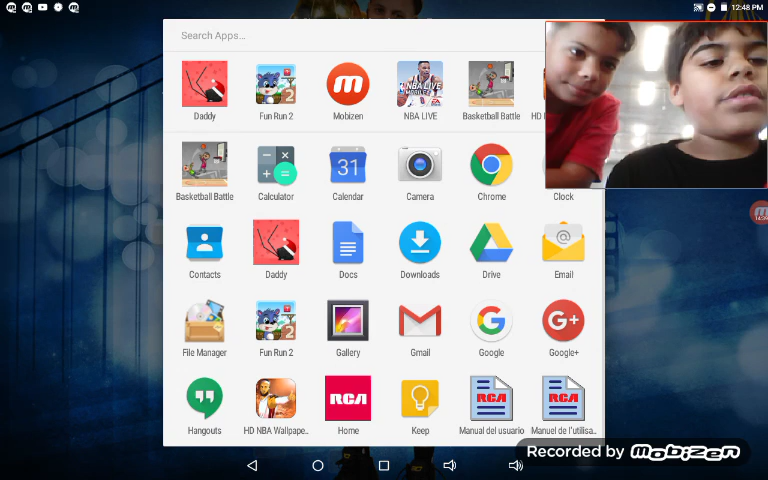 12:48 PM
Search Apps...
Daddy
Fun Run 2
Mobizen
NBA LIVE
Basketball Battle
HD
Basketball Battle
Calculator
31
Calendar
Camera
Chrome
Clock
Contacts
Daddy
Docs
Downloads
Drive
Email
File Manager
Fun Run 2
Gallery
Gmail
Google
Google+
RCA
RCA
RCA
Hangouts
HD NBA Wallpape..
Home
Keep
Manual del usuario
Manuel de l'utilisa..
Recorded by mobizen